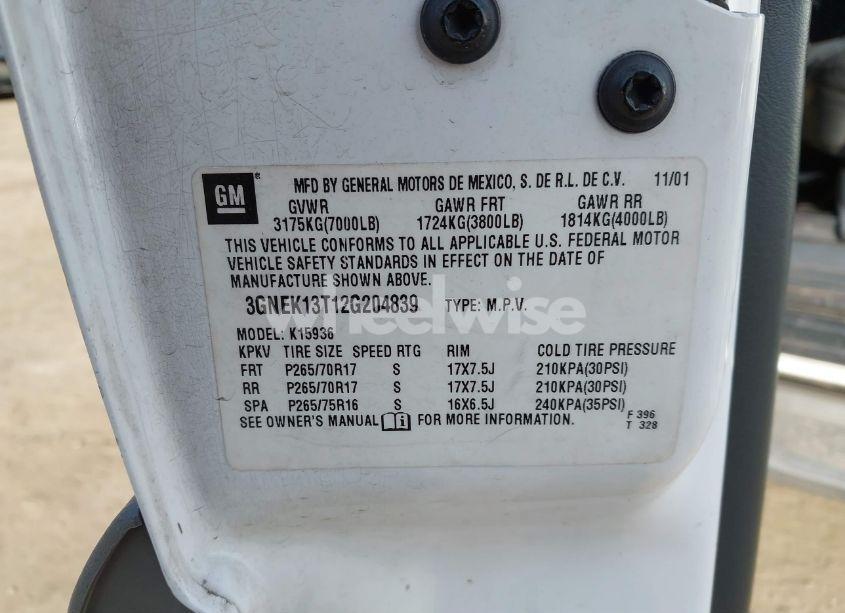 GM ® MFD BY GENERAL MOTORS DE MEXICO, S. DE R.L. DE C.V. 11/01
GVWR GAWR FRT GAWR RR
3175KG(7000LB) 1724KG(3800LB) 1814KG(4000LB)
THIS VEHICLE CONFORMS TO ALL APPLICABLE U.S. FEDERAL MOTOR
VEHICLE SAFETY STANDARDS IN EFFECT ON THE DATE OF
MANUFACTURE SHOWN ABOVE.
3GNEK13T12G204839 TYPE: M.P.V.
wheelwise
MODEL: K15936
KPKV TIRE SIZE SPEED RTG RIM COLD TIRE PRESSURE
FRT P265/70R17 S 17X7.5J 210KPA(30PSI)
RR P265/70R17 S 17X7.5J 210KPA(30PSI)
SPA P265/75R16 S 16X6.5J 240KPA(35PSI)
SEE OWNER'S MANUAL FOR MORE INFORMATION. F 396
T 328